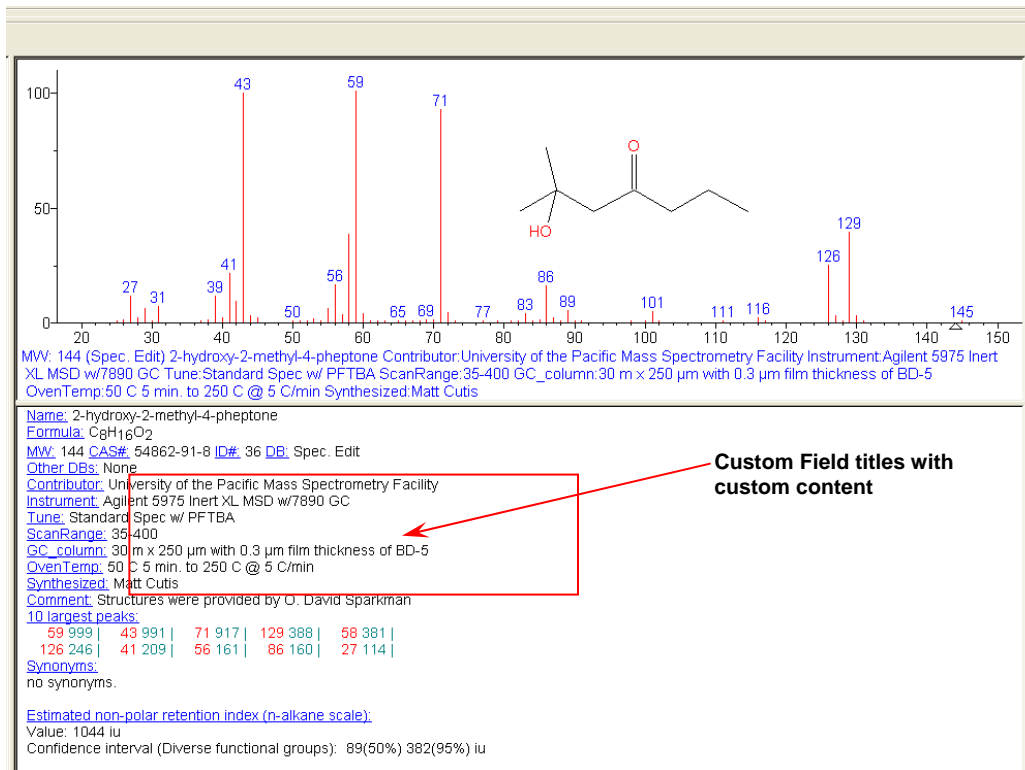 100
50
0
43
59
71
27
31
39
41
50
56
65
69
77
83
86
89
101
111
116
126
129
145
O
HO
20 30 40 50 60 70 80 90 100 110 120 130 140 150
MW: 144 (Spec. Edit) 2-hydroxy-2-methyl-4-pheptone Contributor:University of the Pacific Mass Spectrometry Facility Instrument:Agilent 5975 Inert
XL MSD w/7890 GC Tune:Standard Spec w/ PFTBA ScanRange:35-400 GC_column:30 m x 250 µm with 0.3 µm film thickness of BD-5
OvenTemp:50 C 5 min. to 250 C @ 5 C/min Synthesized:Matt Cutis
Name: 2-hydroxy-2-methyl-4-pheptone
Formula: C8H16O2
MW: 144 CAS#: 54862-91-8 ID#: 36 DB: Spec. Edit
Other DBs: None
Contributor: University of the Pacific Mass Spectrometry Facility
Instrument: Agilent 5975 Inert XL MSD w/7890 GC
Tune: Standard Spec w/ PFTBA
ScanRange: 35-400
GC_column: 30 m x 250 µm with 0.3 µm film thickness of BD-5
OvenTemp: 50 C 5 min. to 250 C @ 5 C/min
Synthesized: Matt Cutis
Comment: Structures were provided by O. David Sparkman
10 largest peaks:
59 999 | 43 991 | 71 917 | 129 388 | 58 381 |
126 246 | 41 209 | 56 161 | 86 160 | 27 114 |
Synonyms:
no synonyms.
Estimated non-polar retention index (n-alkane scale):
Value: 1044 iu
Confidence interval (Diverse functional groups): 89(50%) 382(95%) iu
Custom Field titles with
custom content